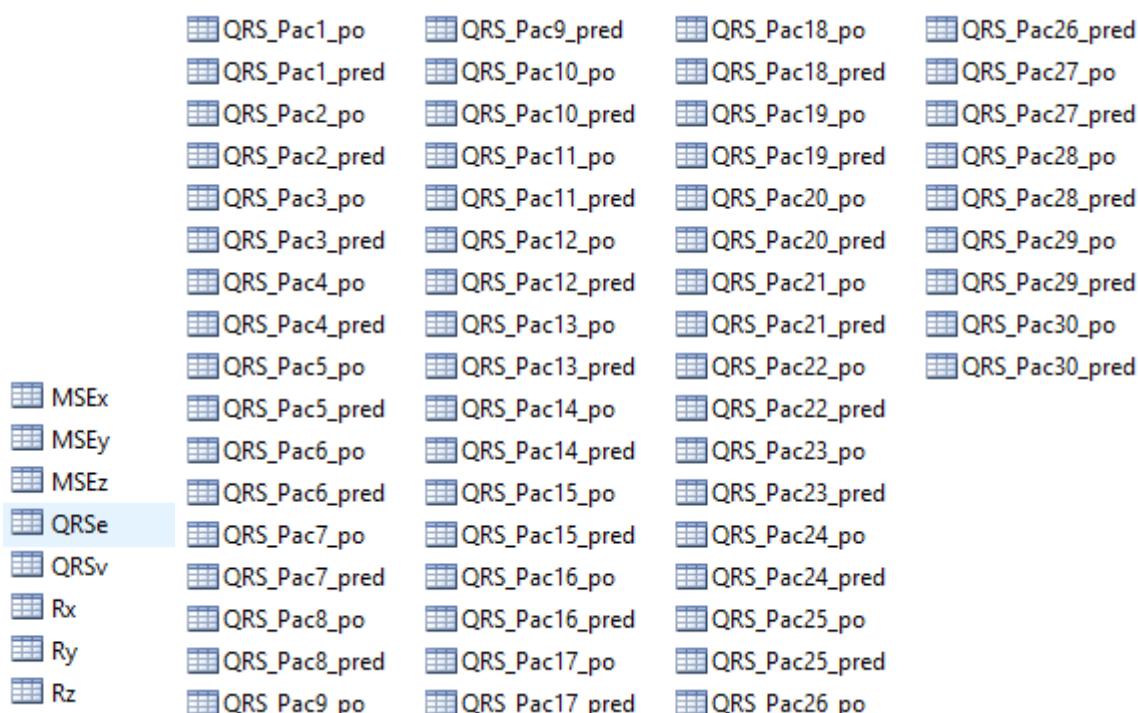 MSEx
MSEy
MSEz
QRSe
QRSv
Rx
Ry
Rz
QRS_Pac1_po
QRS_Pac1_pred
QRS_Pac2_po
QRS_Pac2_pred
QRS_Pac3_po
QRS_Pac3_pred
QRS_Pac4_po
QRS_Pac4_pred
QRS_Pac5_po
QRS_Pac5_pred
QRS_Pac6_po
QRS_Pac6_pred
QRS_Pac7_po
QRS_Pac7_pred
QRS_Pac8_po
QRS_Pac8_pred
QRS_Pac9_po
QRS_Pac9_pred
QRS_Pac10_po
QRS_Pac10_pred
QRS_Pac11_po
QRS_Pac11_pred
QRS_Pac12_po
QRS_Pac12_pred
QRS_Pac13_po
QRS_Pac13_pred
QRS_Pac14_po
QRS_Pac14_pred
QRS_Pac15_po
QRS_Pac15_pred
QRS_Pac16_po
QRS_Pac16_pred
QRS_Pac17_po
QRS_Pac17_pred
QRS_Pac18_po
QRS_Pac18_pred
QRS_Pac19_po
QRS_Pac19_pred
QRS_Pac20_po
QRS_Pac20_pred
QRS_Pac21_po
QRS_Pac21_pred
QRS_Pac22_po
QRS_Pac22_pred
QRS_Pac23_po
QRS_Pac23_pred
QRS_Pac24_po
QRS_Pac24_pred
QRS_Pac25_po
QRS_Pac25_pred
QRS_Pac26_po
QRS_Pac26_pred
QRS_Pac27_po
QRS_Pac27_pred
QRS_Pac28_po
QRS_Pac28_pred
QRS_Pac29_po
QRS_Pac29_pred
QRS_Pac30_po
QRS_Pac30_pred